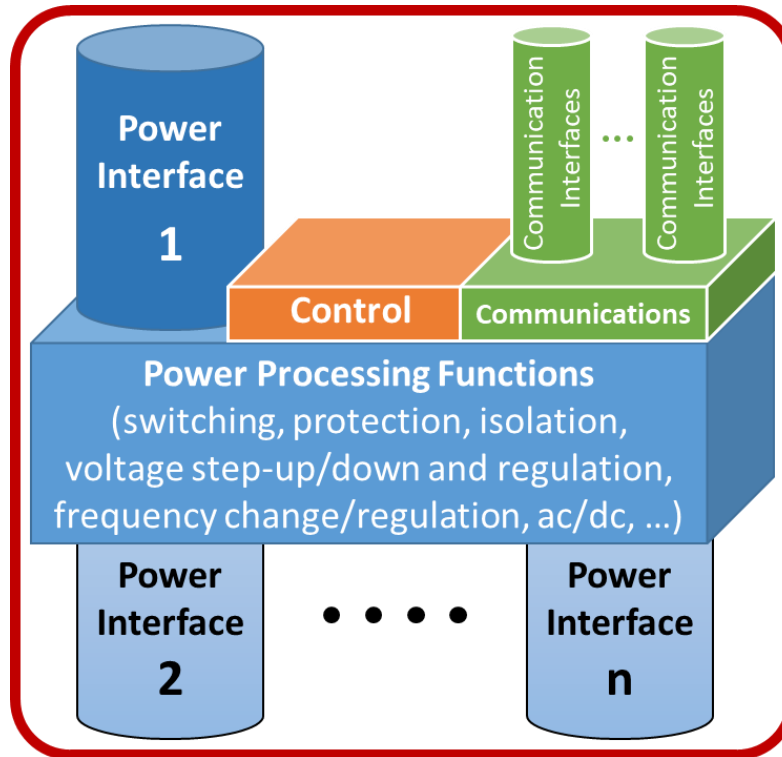 Power
Interface
1
Communication
Interfaces
...
Communication
Interfaces
Control
Communications
Power Processing Functions
(switching, protection, isolation,
voltage step-up/down and regulation,
frequency change/regulation, ac/dc, ...)
Power
Interface
2
• • • •
Power
Interface
n